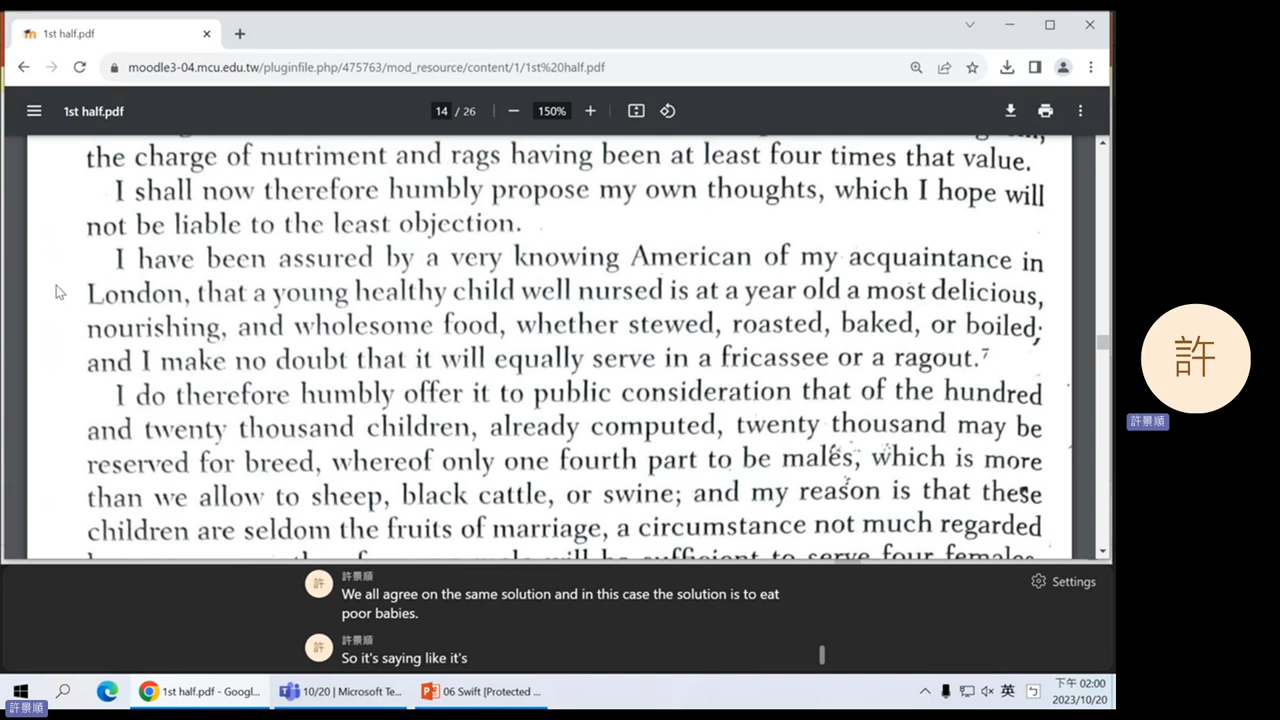 1st half.pdf
moodle3-04.mcu.edu.tw/pluginfile.php/475763/mod_resource/content/1/1st%20half.pdf
1st half.pdf
14 / 26
150%
the charge of nutriment and rags having been at least four times that value.
I shall now therefore humbly propose my own thoughts, which I hope will
not be liable to the least objection.
I have been assured by a very knowing American of my acquaintance in
London, that a young healthy child well nursed is at a year old a most delicious,
nourishing, and wholesome food, whether stewed, roasted, baked, or boiled;
and I make no doubt that it will equally serve in a fricassee or a ragout.7
I do therefore humbly offer it to public consideration that of the hundred
and twenty thousand children, already computed, twenty thousand may be
reserved for breed, whereof only one fourth part to be males, which is more
than we allow to sheep, black cattle, or swine; and my reason is that these
children are seldom the fruits of marriage, a circumstance not much regarded
will be sufficient to serve four females
許
許景順
許
許景順
We all agree on the same solution and in this case the solution is to eat
poor babies.
許
許景順
So it's saying like it's
Settings
1st half.pdf - Googl...
10/20 | Microsoft Te...
06 Swift [Protected ...
英
下午 02:00
2023/10/20
許景順